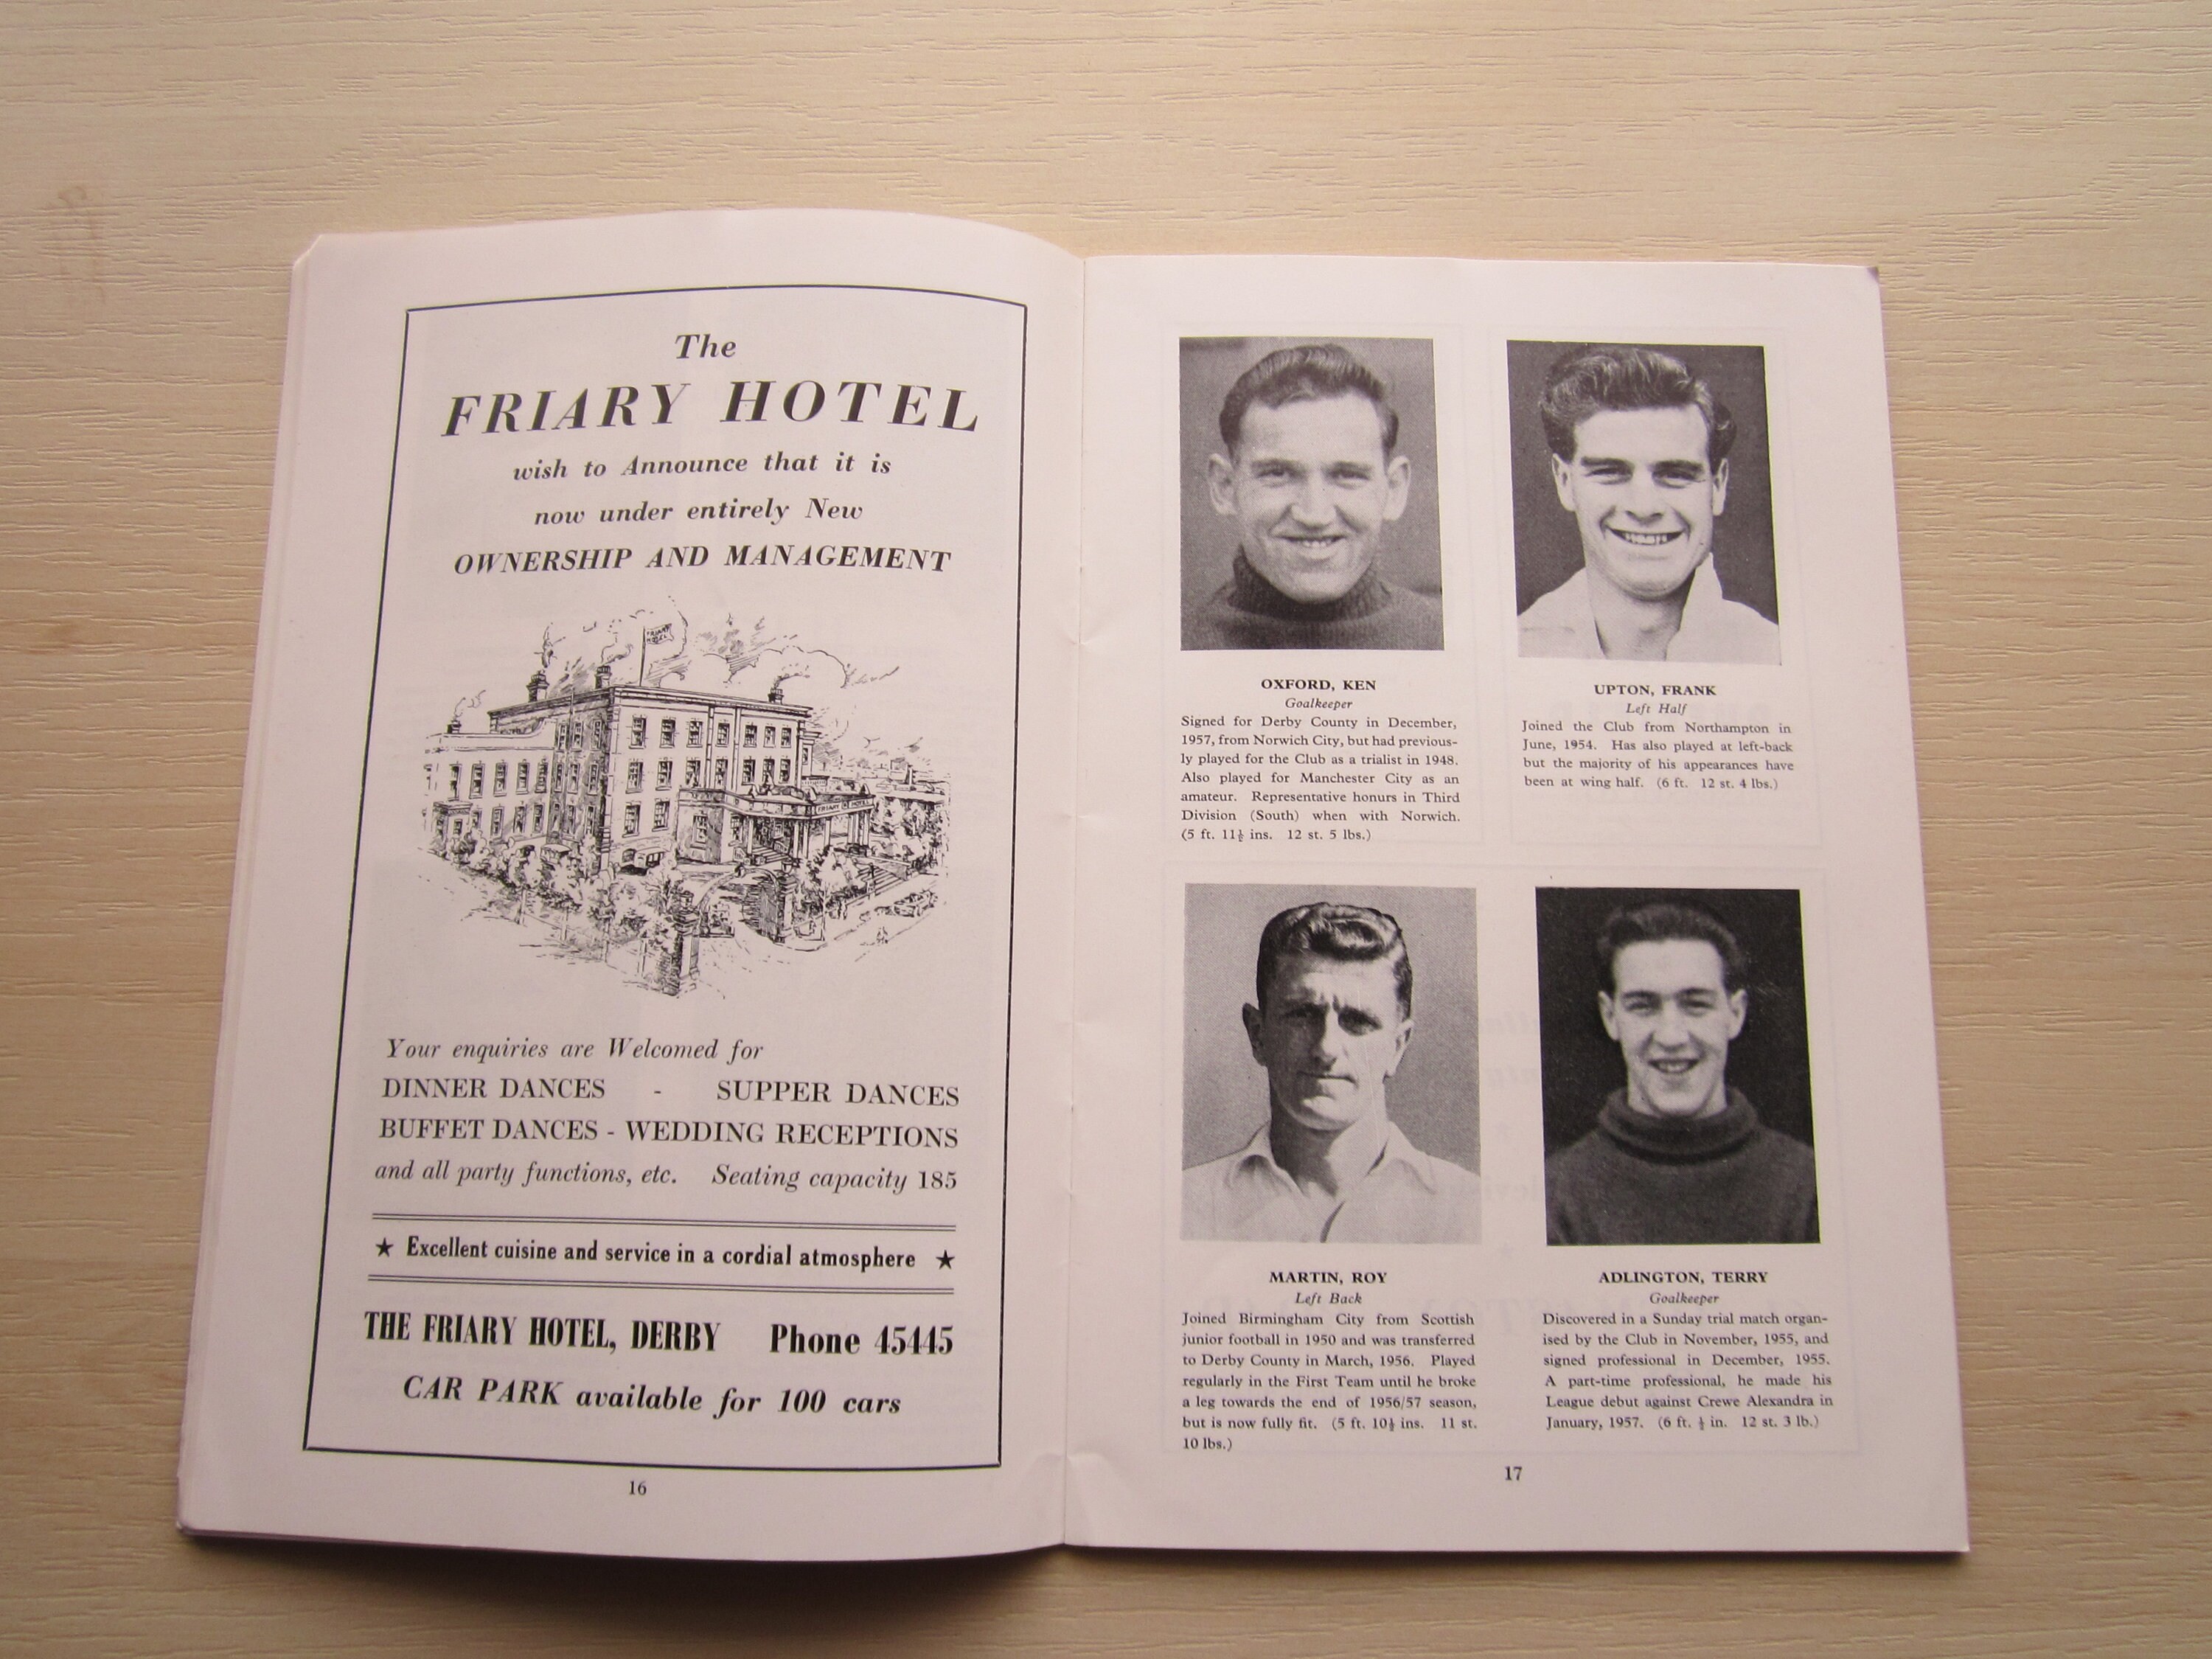 The
FRIARY HOTEL
wish to Announce that it is
now under entirely New
OWNERSHIP AND MANAGEMENT
FRIARY HOTEL
FRIARY HOTEL
Your enquiries are Welcomed for
DINNER DANCES - SUPPER DANCES
BUFFET DANCES - WEDDING RECEPTIONS
and all party functions, etc. Seating capacity 185
★ Excellent cuisine and service in a cordial atmosphere ★
THE FRIARY HOTEL, DERBY Phone 45445
CAR PARK available for 100 cars
16
OXFORD, KEN
Goalkeeper
Signed for Derby County in December,
1957, from Norwich City, but had previous-
ly played for the Club as a trialist in 1948.
Also played for Manchester City as an
amateur. Representative honurs in Third
Division (South) when with Norwich.
(5 ft. 11½ ins. 12 st. 5 lbs.)
UPTON, FRANK
Left Half
Joined the Club from Northampton in
June, 1954. Has also played at left-back
but the majority of his appearances have
been at wing half. (6 ft. 12 st. 4 lbs.)
MARTIN, ROY
Left Back
Joined Birmingham City from Scottish
junior football in 1950 and was transferred
to Derby County in March, 1956. Played
regularly in the First Team until he broke
a leg towards the end of 1956/57 season,
but is now fully fit. (5 ft. 10½ ins. 11 st.
10 lbs.)
ADLINGTON, TERRY
Goalkeeper
Discovered in a Sunday trial match organ-
ised by the Club in November, 1955, and
signed professional in December, 1955.
A part-time professional, he made his
League debut against Crewe Alexandra in
January, 1957. (6 ft. ½ in. 12 st. 3 lb.)
17